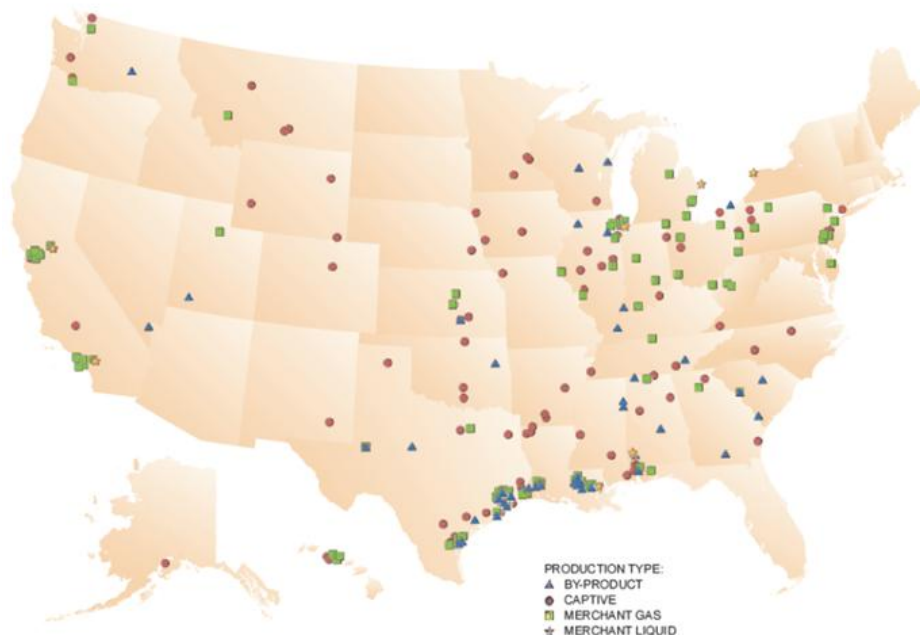 PRODUCTION TYPE:
BY-PRODUCT
CAPTIVE
MERCHANT GAS
MERCHANT LIQUID